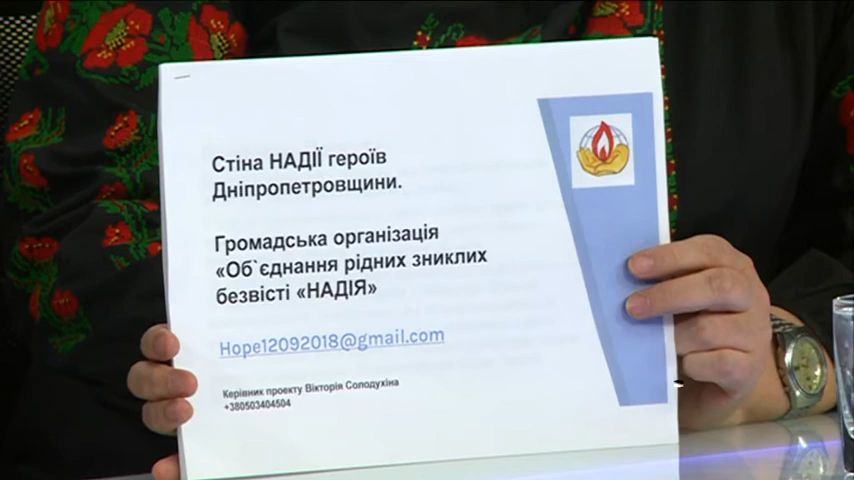 Стіна НАДІЇ героїв
Дніпропетровщини.
Громадська організація
«Об`єднання рідних зниклих
безвісті «НАДІЯ»
Hope12092018@gmail.com
Керівник проекту Вікторія Солодухіна
+380503404504